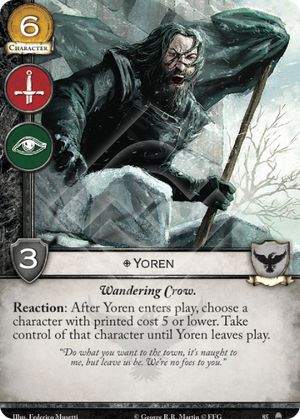 6
Character
3
Yoren
Wandering Crow.
Reaction: After Yoren enters play, choose a
character with printed cost 5 or lower. Take
control of that character until Yoren leaves play.
"Do what you want to the town, it's naught to
me, but leave us be. We're no foes to you."
Illus. Federico Musetti © George R.R. Martin © FFG 85